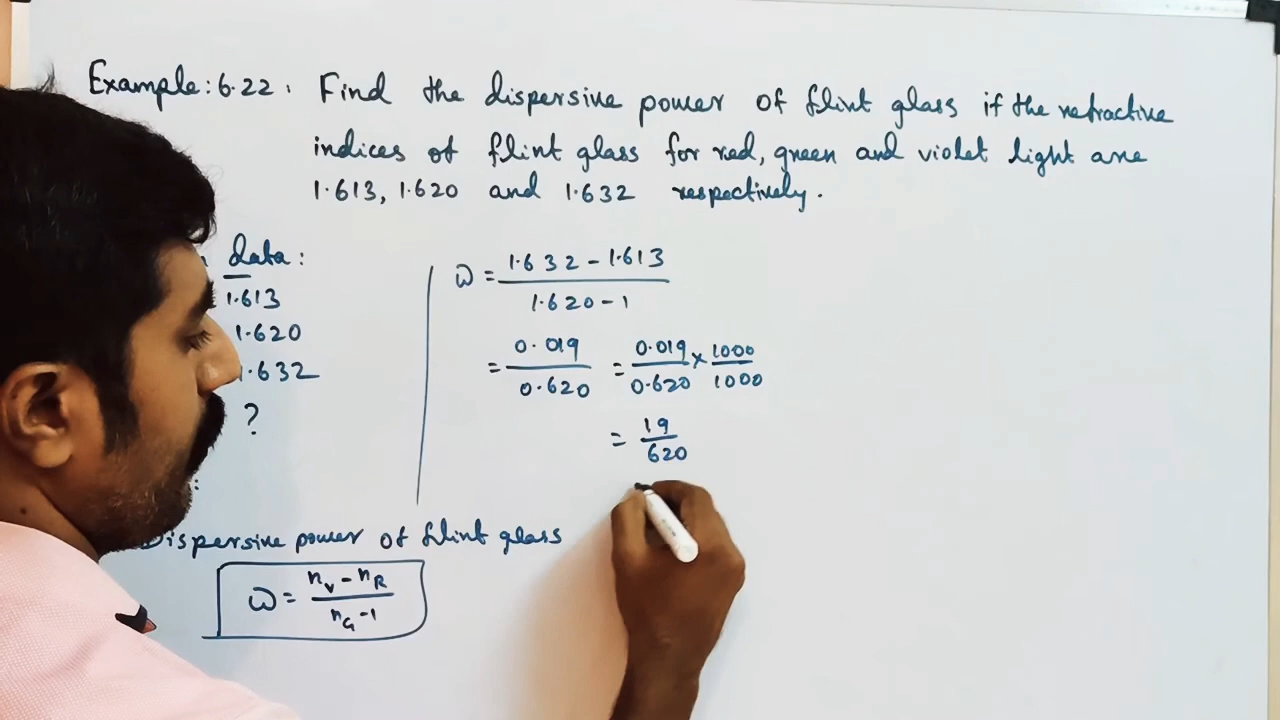 Example: 6.22. Find the dispersive power of flint glass if the refractive
indices of flint glass for red, green and violet light are
1.613, 1.620 and 1.632 respectively.
data:
1.613
1.620
1.632
?
:
Dispersive power of flint glass
ω = (n_V - n_R) / (n_G - 1)
ω = (1.632 - 1.613) / (1.620 - 1)
= 0.019 / 0.620 = 0.019 / 0.620 × 1000 / 1000
= 19 / 620